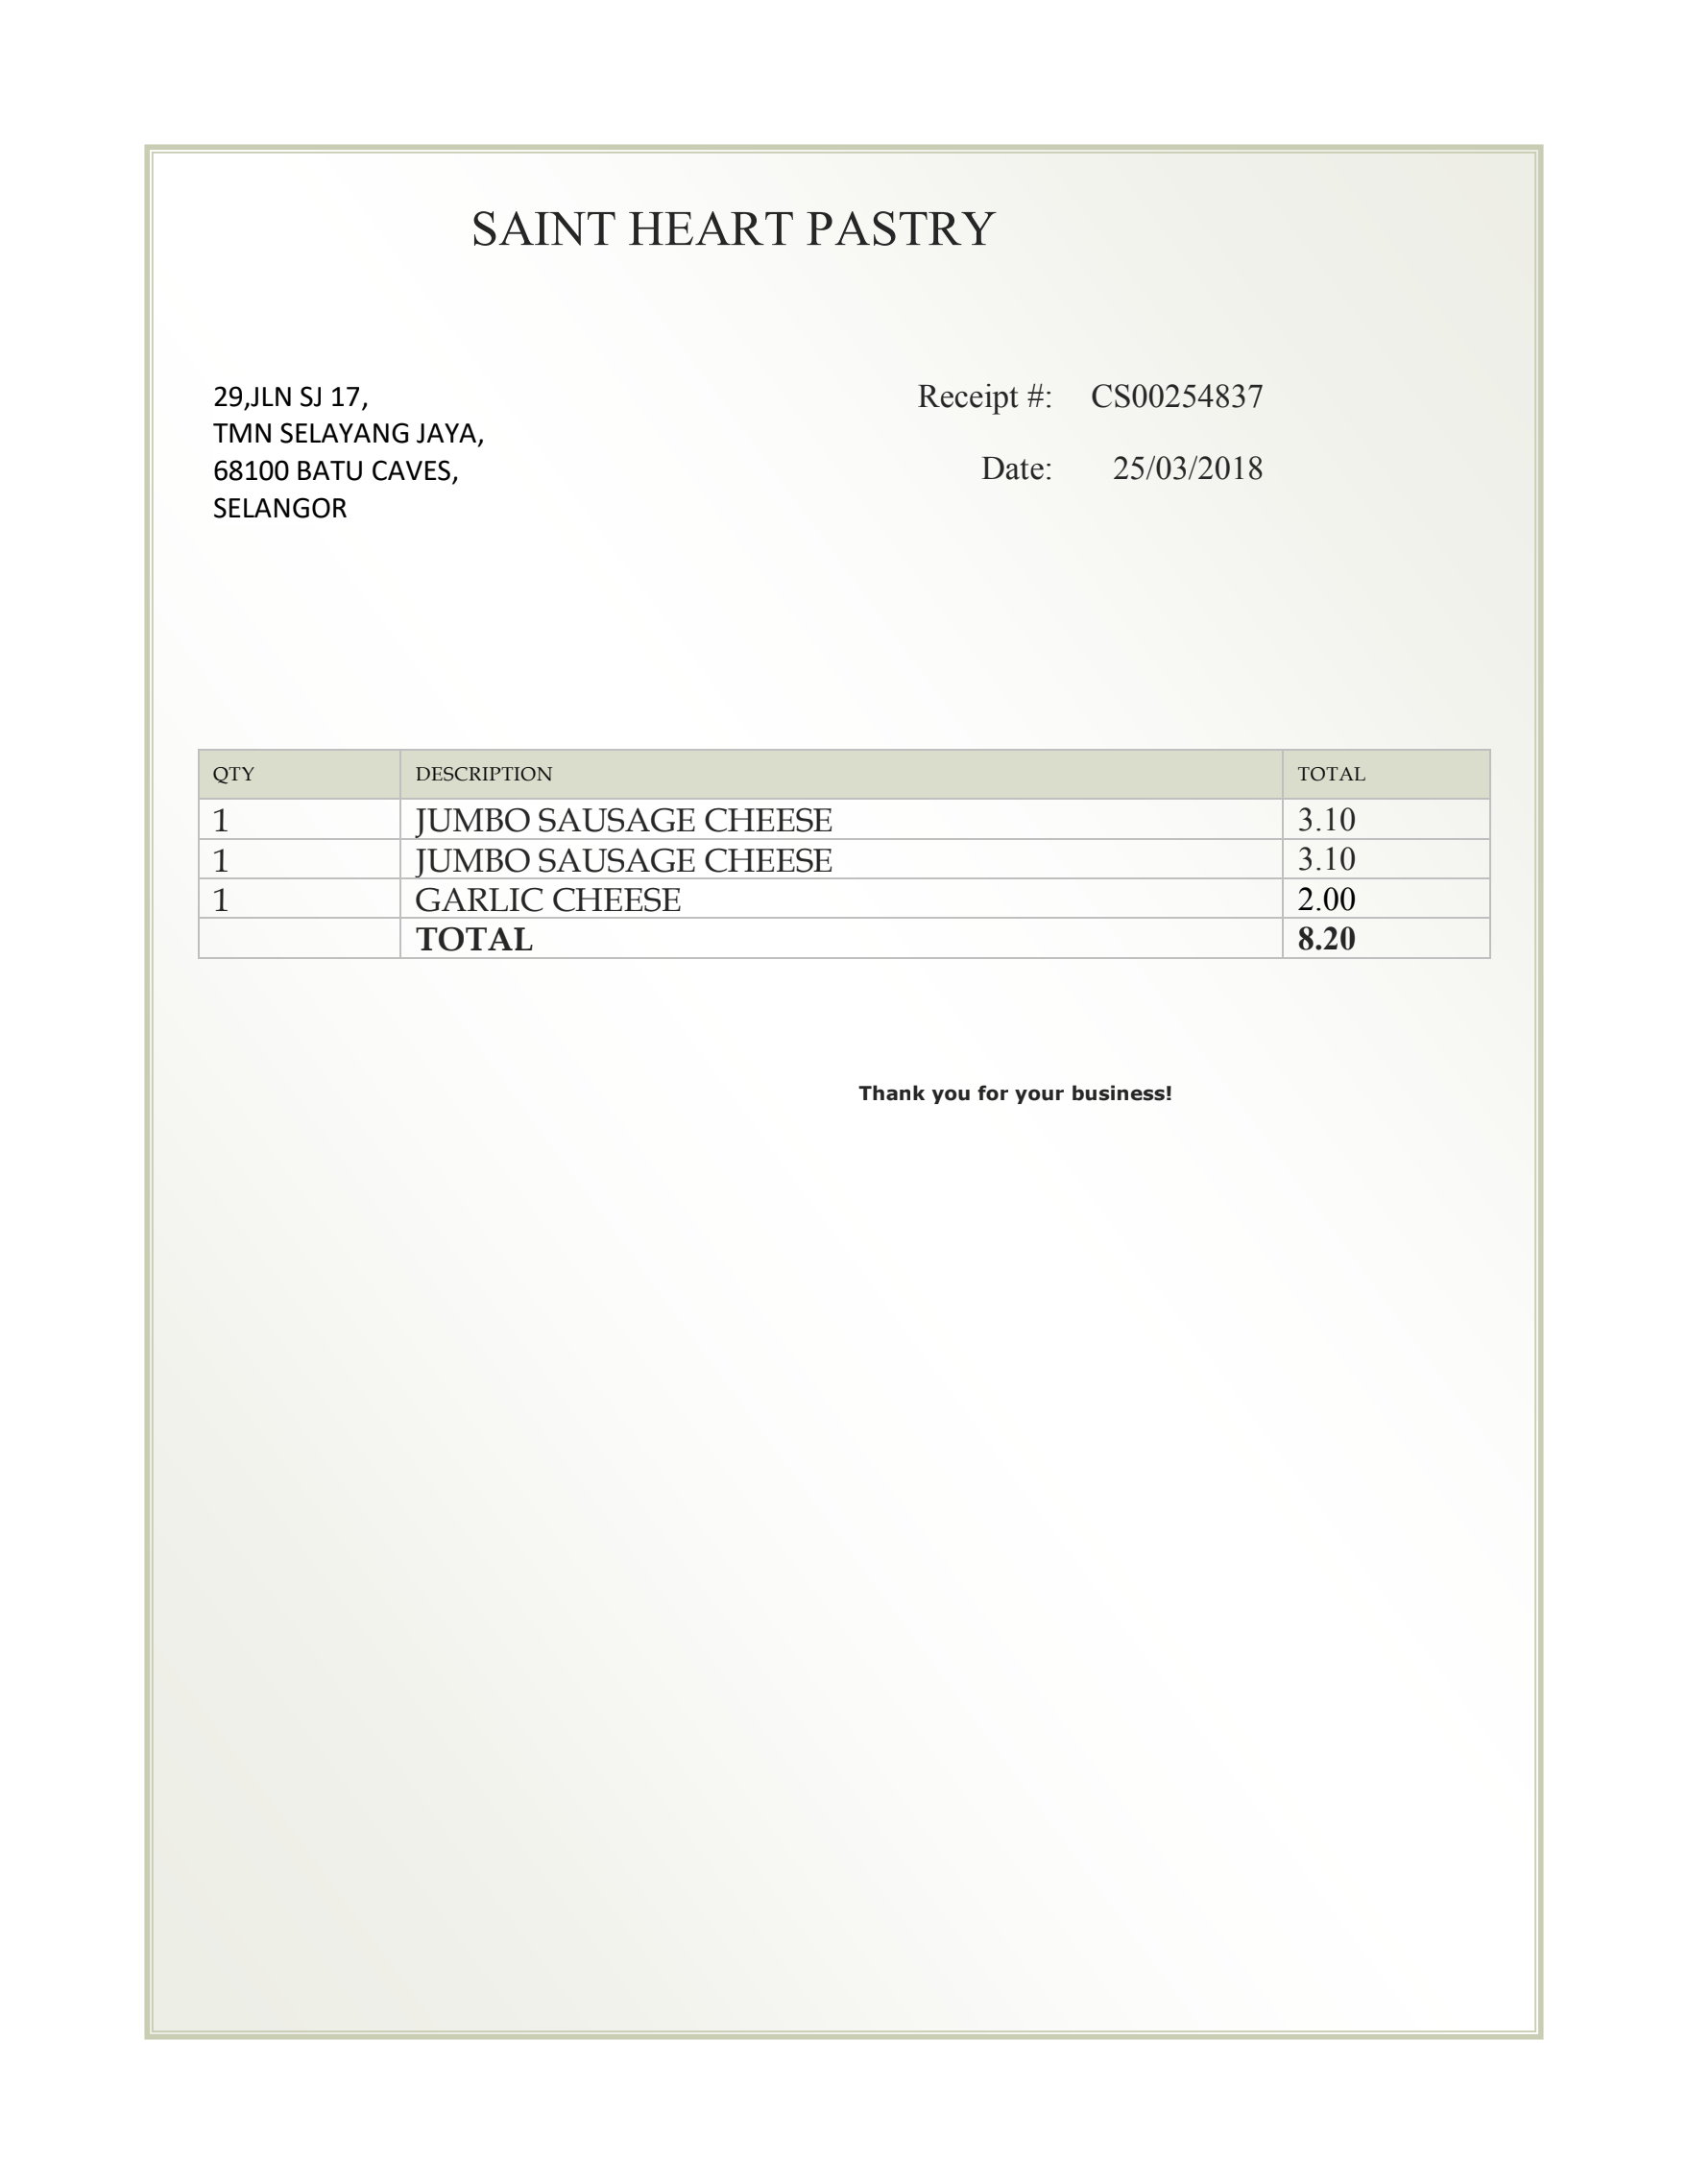 SAINT HEART PASTRY
29,JLN SJ 17,
TMN SELAYANG JAYA,
68100 BATU CAVES,
SELANGOR
Receipt #: CS00254837
Date: 25/03/2018
QTY DESCRIPTION TOTAL
1 JUMBO SAUSAGE CHEESE 3.10
1 JUMBO SAUSAGE CHEESE 3.10
1 GARLIC CHEESE 2.00
TOTAL 8.20
Thank you for your business!